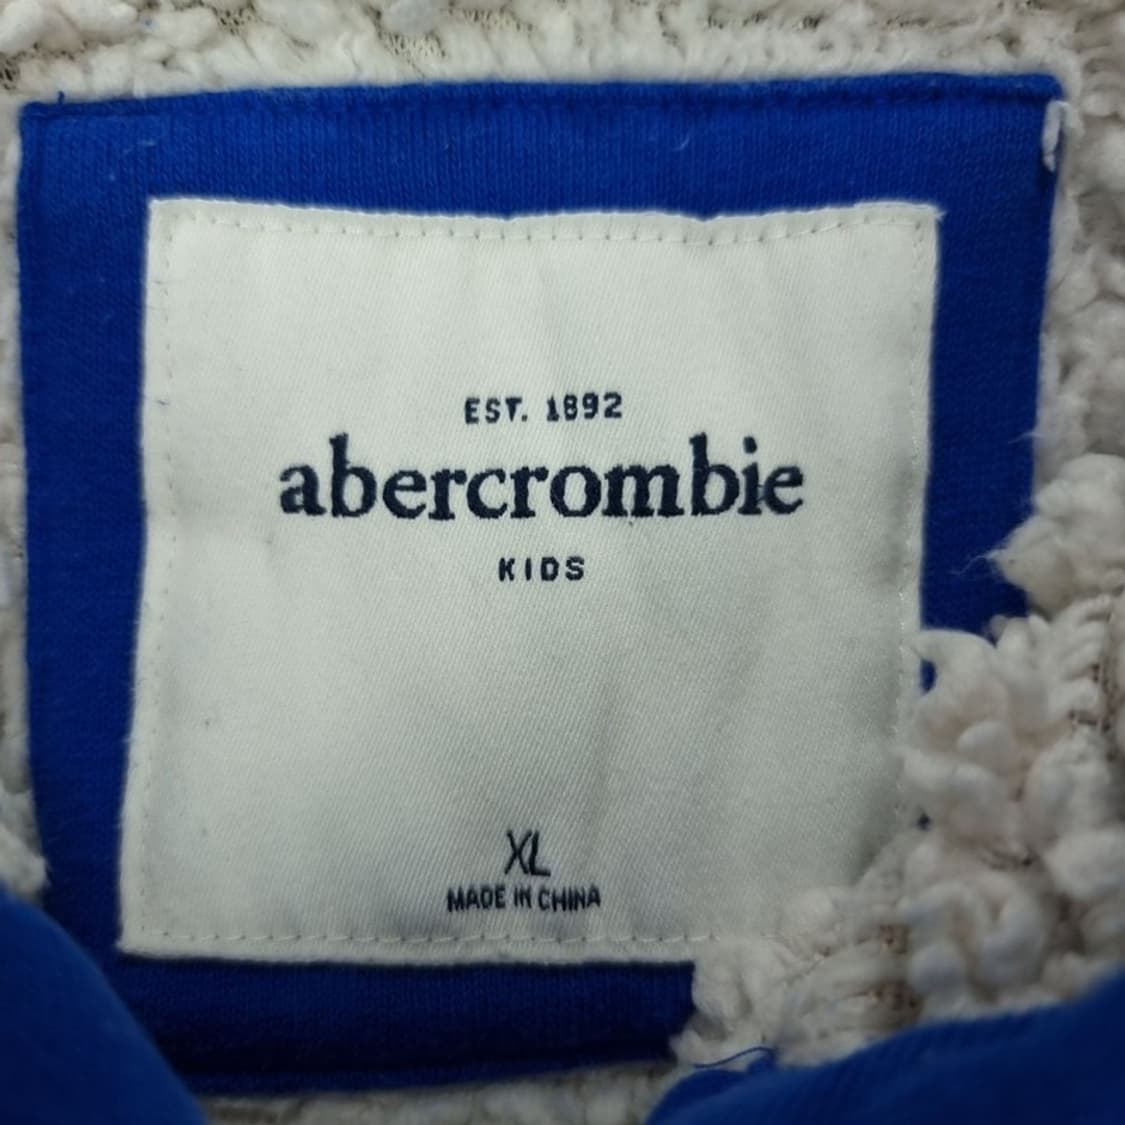 EST. 1892
abercrombie
KIDS
XL
MADE IN CHINA